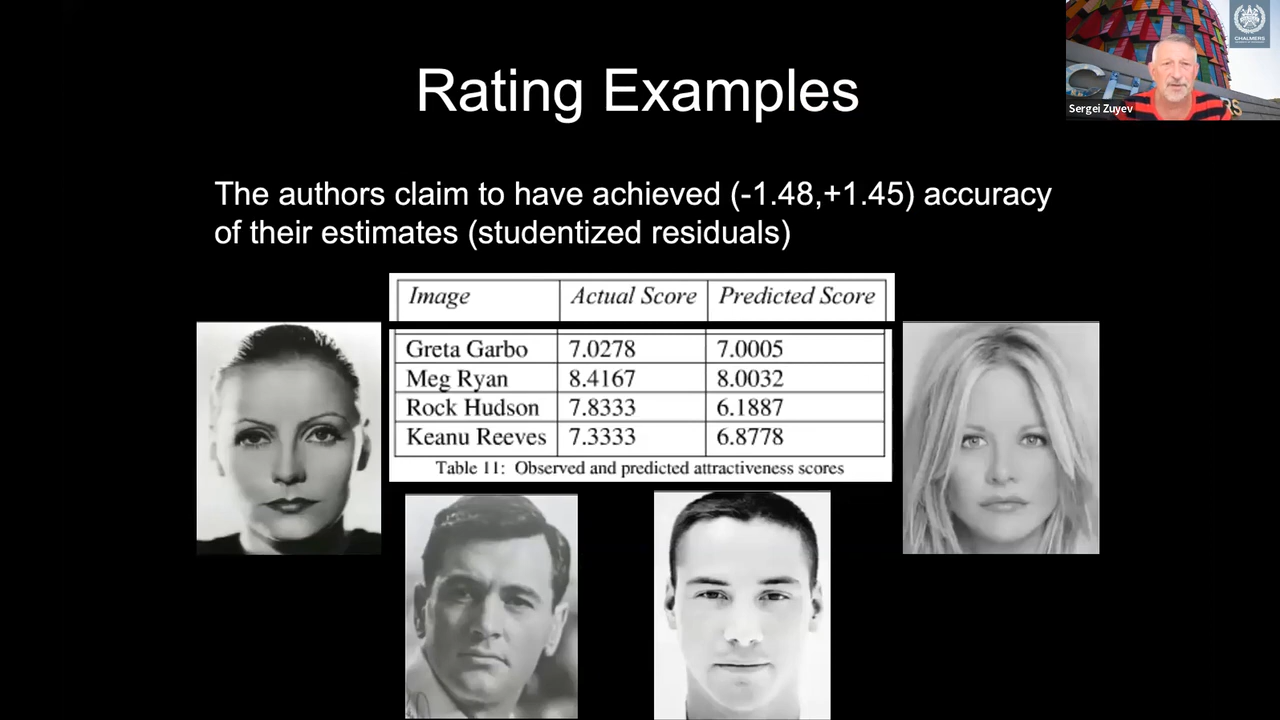 Rating Examples
CHALMERS
Sergei Zuyev
The authors claim to have achieved (-1.48,+1.45) accuracy
of their estimates (studentized residuals)
Image Actual Score Predicted Score
Greta Garbo 7.0278 7.0005
Meg Ryan 8.4167 8.0032
Rock Hudson 7.8333 6.1887
Keanu Reeves 7.3333 6.8778
Table 11: Observed and predicted attractiveness scores